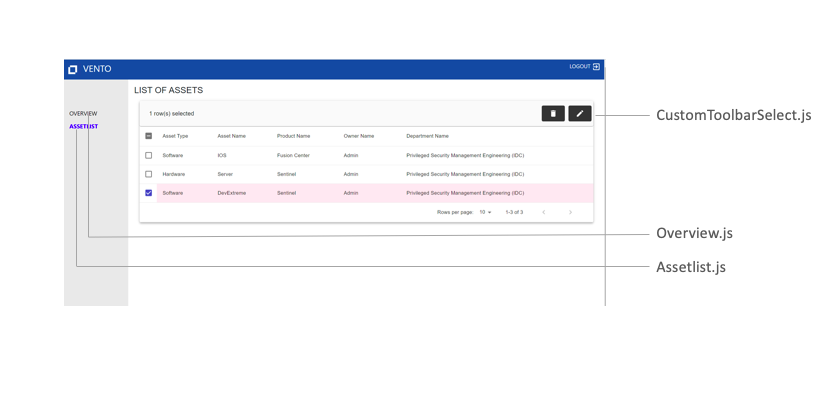 VENTO
LOGOUT
LIST OF ASSETS
1 row(s) selected
CustomToolbarSelect.js
OVERVIEW
ASSETLIST
Asset Type Asset Name Product Name Owner Name Department Name
Software IOS Fusion Center Admin Privileged Security Management Engineering (IDC)
Hardware Server Sentinel Admin Privileged Security Management Engineering (IDC)
Software DevExtreme Sentinel Admin Privileged Security Management Engineering (IDC)
Rows per page: 10 1-3 of 3
Overview.js
Assetlist.js